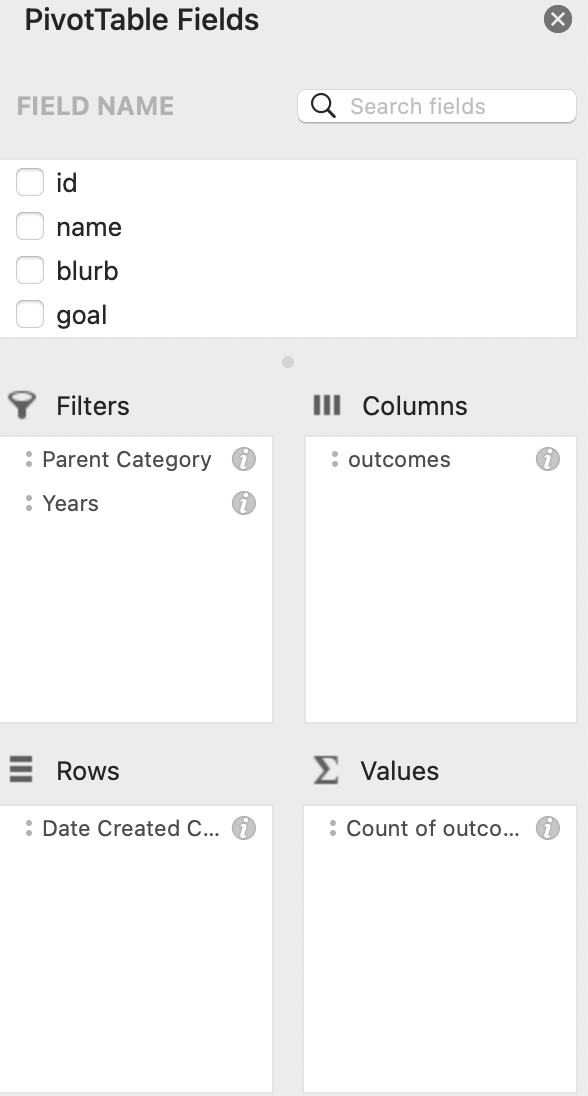 PivotTable Fields
FIELD NAME
Search fields
id
name
blurb
goal
Filters
Columns
Parent Category
outcomes
Years
Rows
Values
Date Created C...
Count of outco...